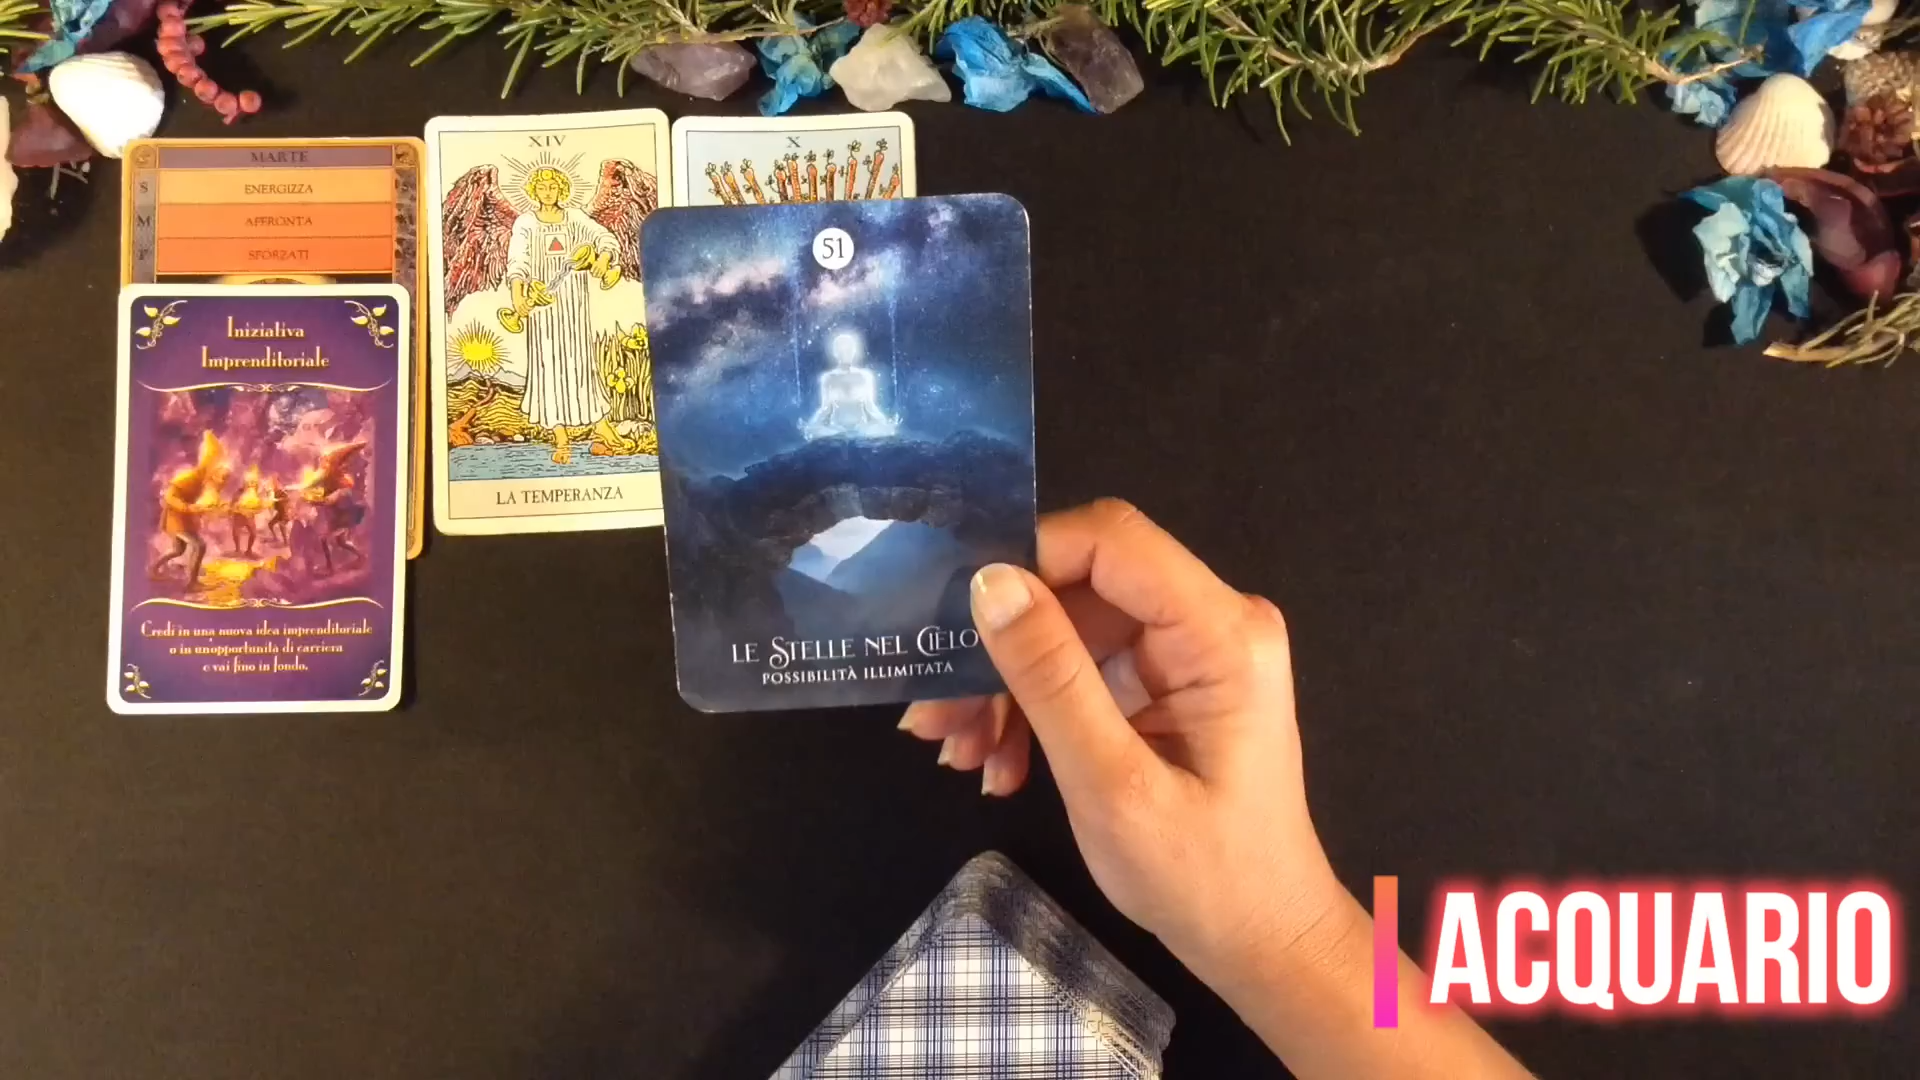 MARTE
S
ENERGIZZA
M
AFFRONTA
F
SFORZATI
Iniziativa
Imprenditoriale
Credi in una nuova idea imprenditoriale
o in un'opportunità di carriera
e vai fino in fondo.
XIV
LA TEMPERANZA
X
51
LE STELLE NEL CIELO
POSSIBILITÀ ILLIMITATA
ACQUARIO